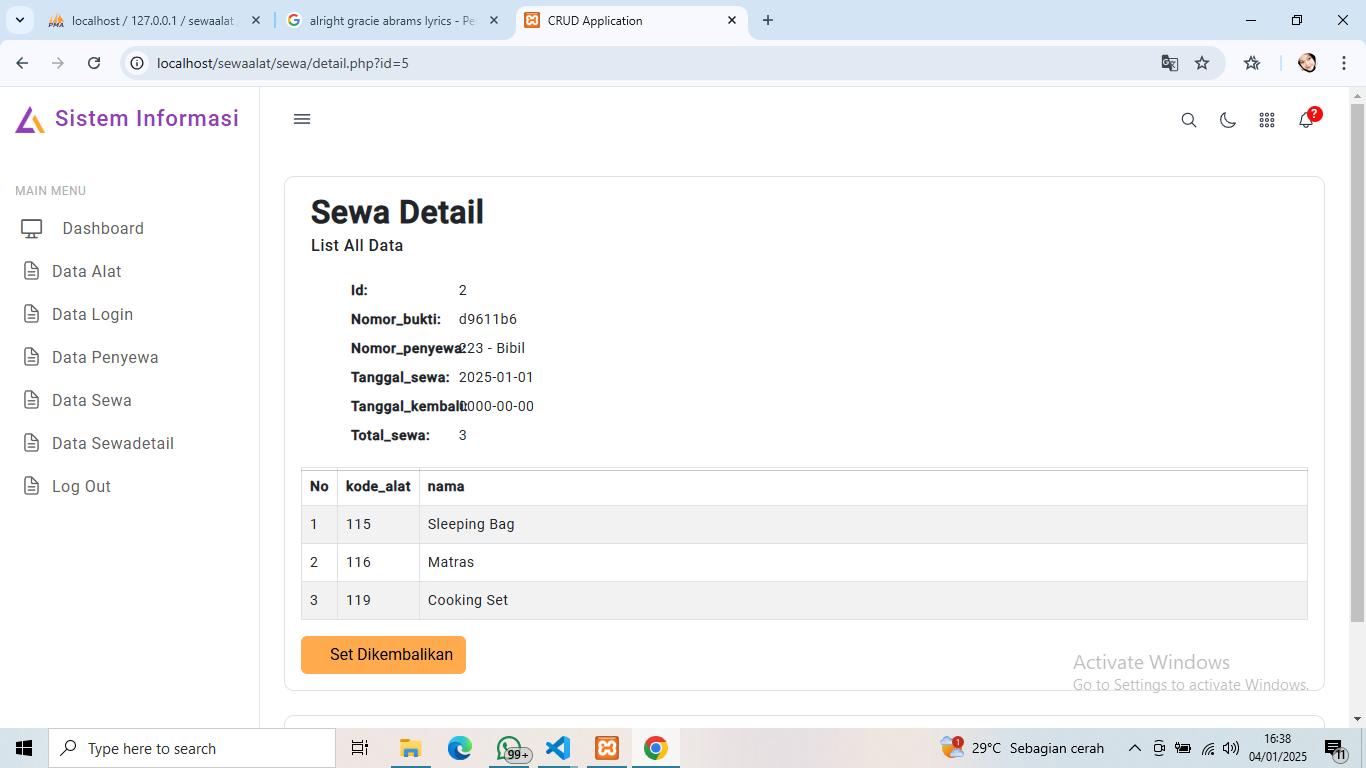 localhost / 127.0.0.1 / sewaalat
alright gracie abrams lyrics - Pe
CRUD Application
localhost/sewaalat/sewa/detail.php?id=5
Sistem Informasi
?
MAIN MENU
Dashboard
Data Alat
Data Login
Data Penyewa
Data Sewa
Data Sewadetail
Log Out
Sewa Detail
List All Data
Id: 2
Nomor_bukti: d9611b6
Nomor_penyewa: 223 - Bibil
Tanggal_sewa: 2025-01-01
Tanggal_kembali: 0000-00-00
Total_sewa: 3
No kode_alat nama
1 115 Sleeping Bag
2 116 Matras
3 119 Cooking Set
Set Dikembalikan
Activate Windows
Go to Settings to activate Windows.
Type here to search
99+
1
29°C Sebagian cerah
16:38
04/01/2025
11